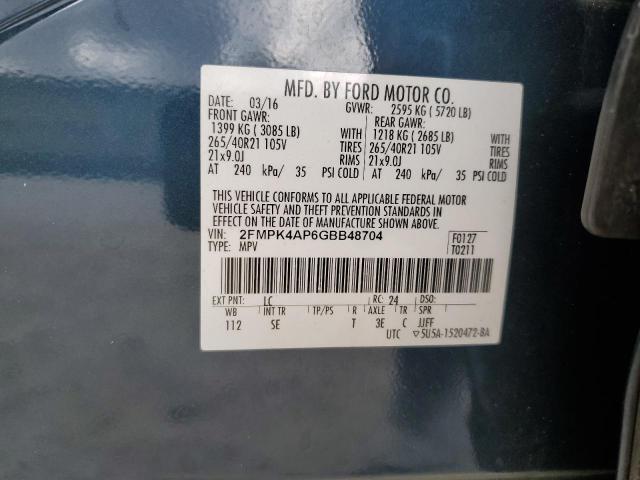 MFD. BY FORD MOTOR CO.
DATE: 03/16 GVWR: 2595 KG ( 5720 LB)
FRONT GAWR: REAR GAWR:
1399 KG ( 3085 LB) WITH 1218 KG ( 2685 LB) WITH
265/40R21 105V TIRES 265/40R21 105V TIRES
21x9.0J RIMS 21x9.0J RIMS
AT 240 kPa/ 35 PSI COLD AT 240 kPa/ 35 PSI COLD
THIS VEHICLE CONFORMS TO ALL APPLICABLE FEDERAL MOTOR
VEHICLE SAFETY AND THEFT PREVENTION STANDARDS IN
EFFECT ON THE DATE OF MANUFACTURE SHOWN ABOVE.
VIN: 2FMPK4AP6GBB48704 F0127
TYPE: MPV T0211
EXT PNT: LC RC: 24 DSO:
WB INT TR TP/PS R AXLE TR SPR
112 SE T 3E C JJFF
UTC ▽5U5A-1520472-BA